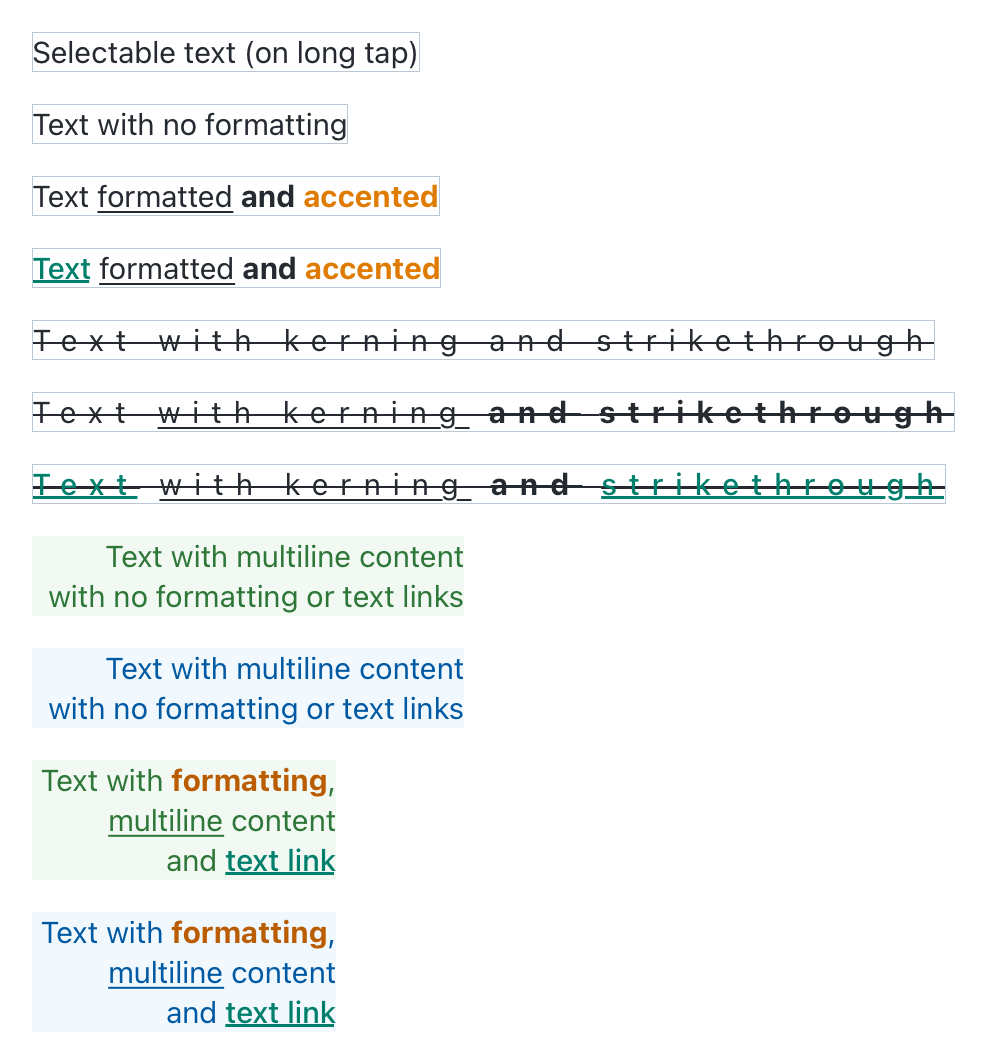 Selectable text (on long tap)
Text with no formatting
Text formatted and accented
Text formatted and accented
Text with kerning and strikethrough
Text with kerning and strikethrough
Text with kerning and strikethrough
Text with multiline content
with no formatting or text links
Text with multiline content
with no formatting or text links
Text with formatting,
multiline content
and text link
Text with formatting,
multiline content
and text link